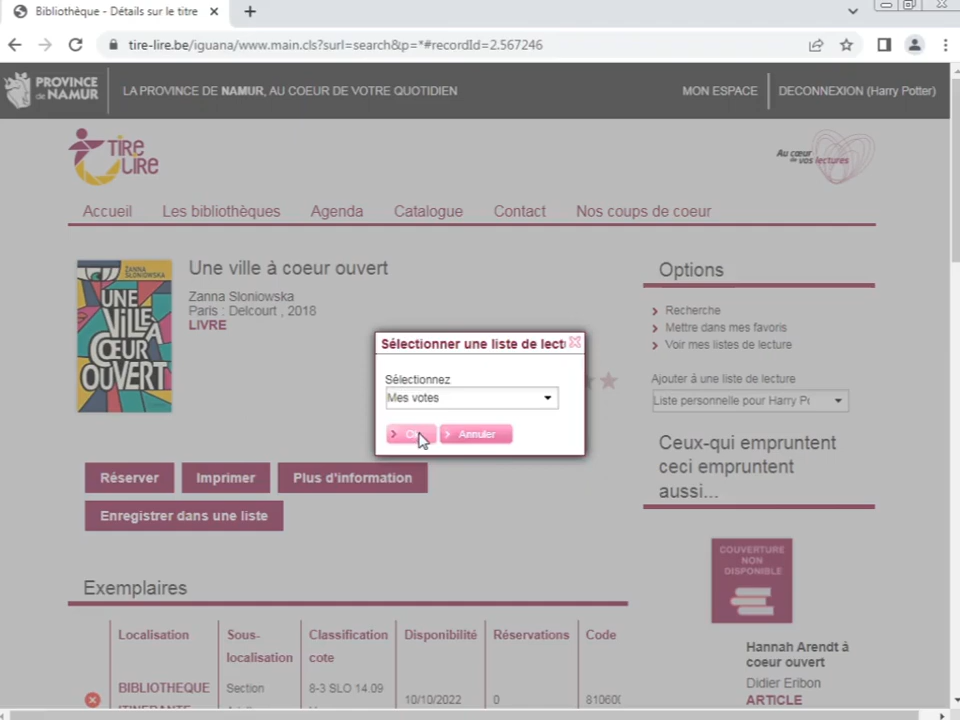 Bibliothèque - Détails sur le titre
tire-lire.be/iguana/www.main.cls?surl=search&p=*#recordId=2.567246
PROVINCE
DE NAMUR
LA PROVINCE DE NAMUR, AU COEUR DE VOTRE QUOTIDIEN
MON ESPACE
DECONNEXION (Harry Potter)
TiRE
LiRE
Au cœur
de vos lectures
Accueil
Les bibliothèques
Agenda
Catalogue
Contact
Nos coups de coeur
ŻANNA
SŁONIOWSKA
UNE
VILLE
À
CŒUR
OUVERT
Une ville à coeur ouvert
Zanna Sloniowska
Paris : Delcourt , 2018
LIVRE
Sélectionner une liste de lect
Sélectionnez
Mes votes
Annuler
Réserver
Imprimer
Plus d'information
Enregistrer dans une liste
Options
Recherche
Mettre dans mes favoris
Voir mes listes de lecture
Ajouter à une liste de lecture
Liste personnelle pour Harry P
Ceux-qui empruntent
ceci empruntent
aussi...
COUVERTURE
NON
DISPONIBLE
Hannah Arendt à
coeur ouvert
Didier Eribon
ARTICLE
Exemplaires
Localisation
Sous-
localisation
Classification
cote
Disponibilité
Réservations
Code
BIBLIOTHEQUE
ITINERANTE
Section
8-3 SLO 14.09
10/10/2022
0
81060